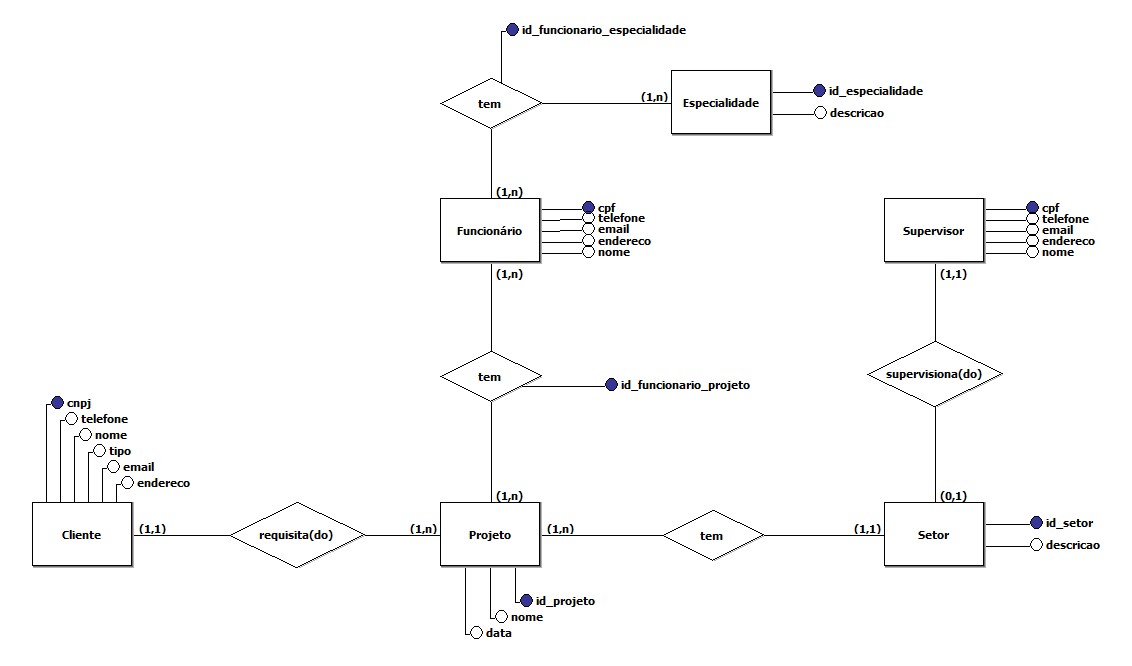 id_funcionario_especialidade
tem
(1,n)
Especialidade
id_especialidade
descricao
(1,n)
Funcionário
cpf
telefone
email
endereco
nome
(1,n)
Supervisor
cpf
telefone
email
endereco
nome
(1,1)
tem
id_funcionario_projeto
supervisiona(do)
cnpj
telefone
nome
tipo
email
endereco
Cliente
(1,1)
requisita(do)
(1,n)
(1,n)
Projeto
(1,n)
tem
(1,1)
(0,1)
Setor
id_setor
descricao
id_projeto
nome
data